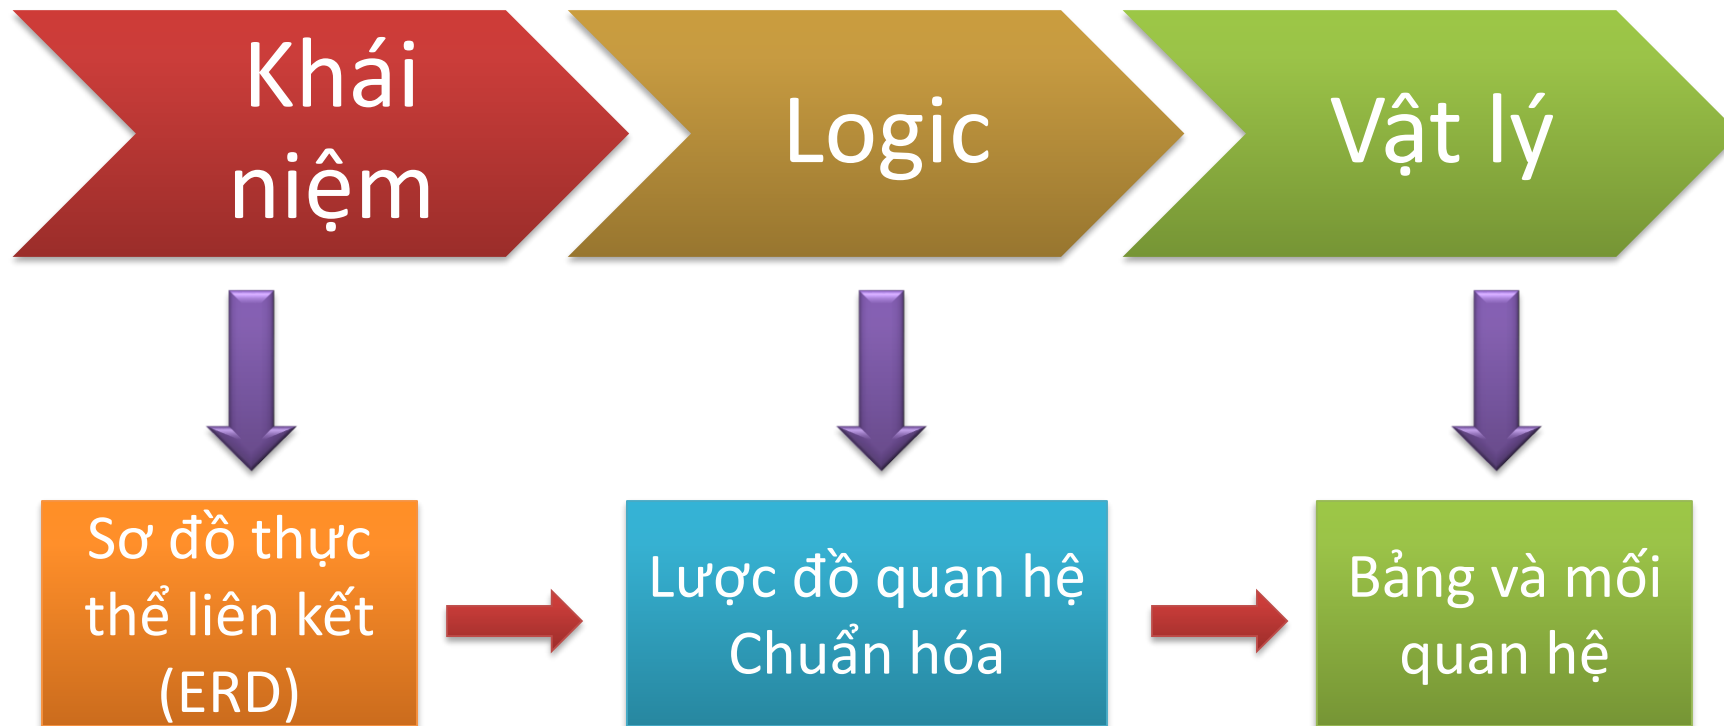 Khái
niệm
Logic
Vật lý
Sơ đồ thực
thể liên kết
(ERD)
Lược đồ quan hệ
Chuẩn hóa
Bảng và mối
quan hệ